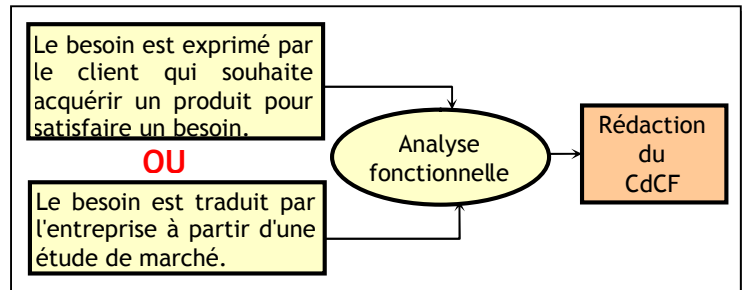 Le besoin est exprimé par
le client qui souhaite
acquérir un produit pour
satisfaire un besoin.
OU
Le besoin est traduit par
l'entreprise à partir d'une
étude de marché.
Analyse
fonctionnelle
Rédaction
du
CdCF